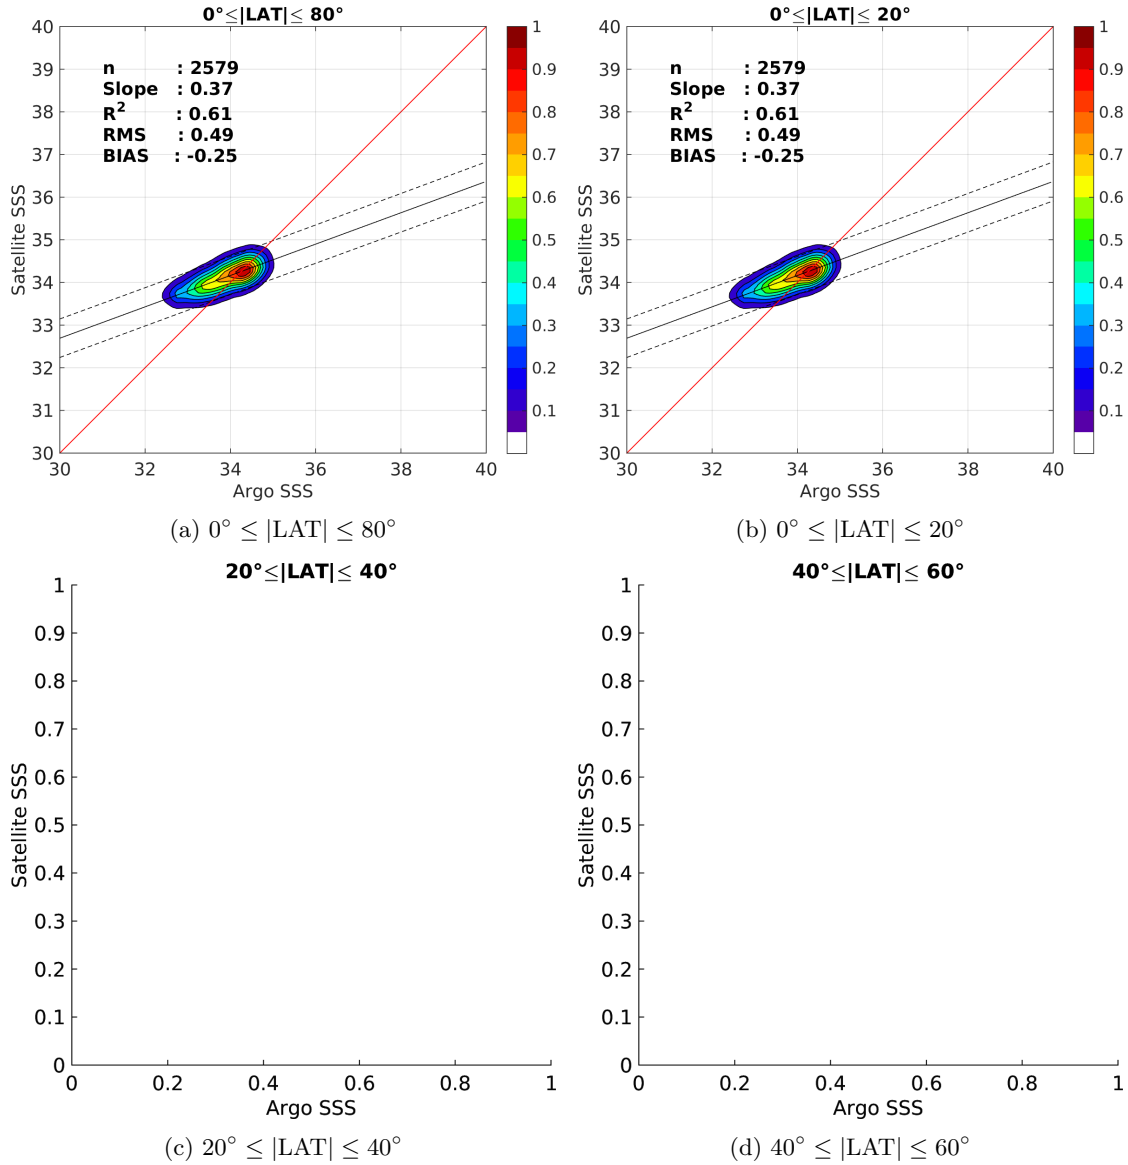 0°≤|LAT|≤ 80°
n : 2579
Slope : 0.37
R² : 0.61
RMS : 0.49
BIAS : -0.25
40
39
38
37
36
35
34
33
32
31
30
Satellite SSS
30 32 34 36 38 40
Argo SSS
1
0.9
0.8
0.7
0.6
0.5
0.4
0.3
0.2
0.1
(a) 0° ≤ |LAT| ≤ 80°
0°≤|LAT|≤ 20°
n : 2579
Slope : 0.37
R² : 0.61
RMS : 0.49
BIAS : -0.25
40
39
38
37
36
35
34
33
32
31
30
Satellite SSS
30 32 34 36 38 40
Argo SSS
1
0.9
0.8
0.7
0.6
0.5
0.4
0.3
0.2
0.1
(b) 0° ≤ |LAT| ≤ 20°
20°≤|LAT|≤ 40°
1
0.9
0.8
0.7
0.6
0.5
0.4
0.3
0.2
0.1
0
Satellite SSS
0 0.2 0.4 0.6 0.8 1
Argo SSS
(c) 20° ≤ |LAT| ≤ 40°
40°≤|LAT|≤ 60°
1
0.9
0.8
0.7
0.6
0.5
0.4
0.3
0.2
0.1
0
Satellite SSS
0 0.2 0.4 0.6 0.8 1
Argo SSS
(d) 40° ≤ |LAT| ≤ 60°